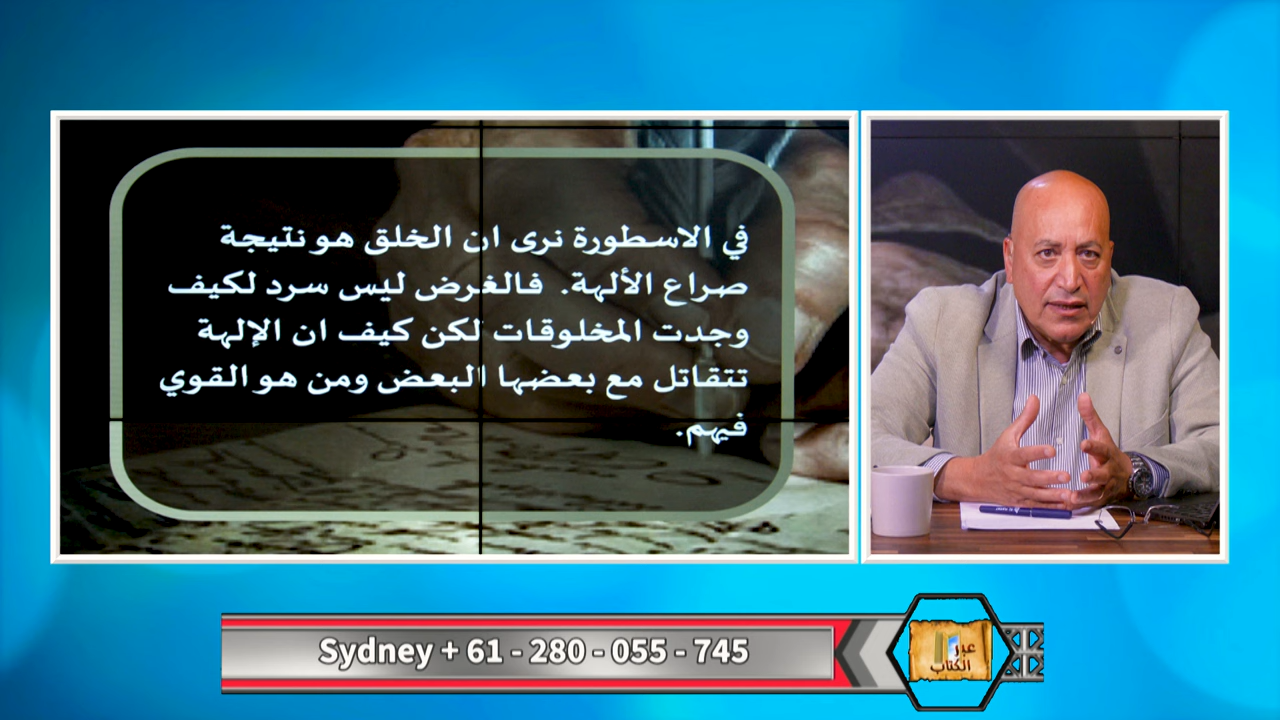 في الاسطورة نرى ان الخلق هو نتيجة
صراع الألهة. فالغرض ليس سرد لكيف
وجدت المخلوقات لكن كيف ان الإلهة
تتقاتل مع بعضها البعض ومن هو القوي
فيهم.
Sydney + 61 - 280 - 055 - 745
عبر
الكتاب